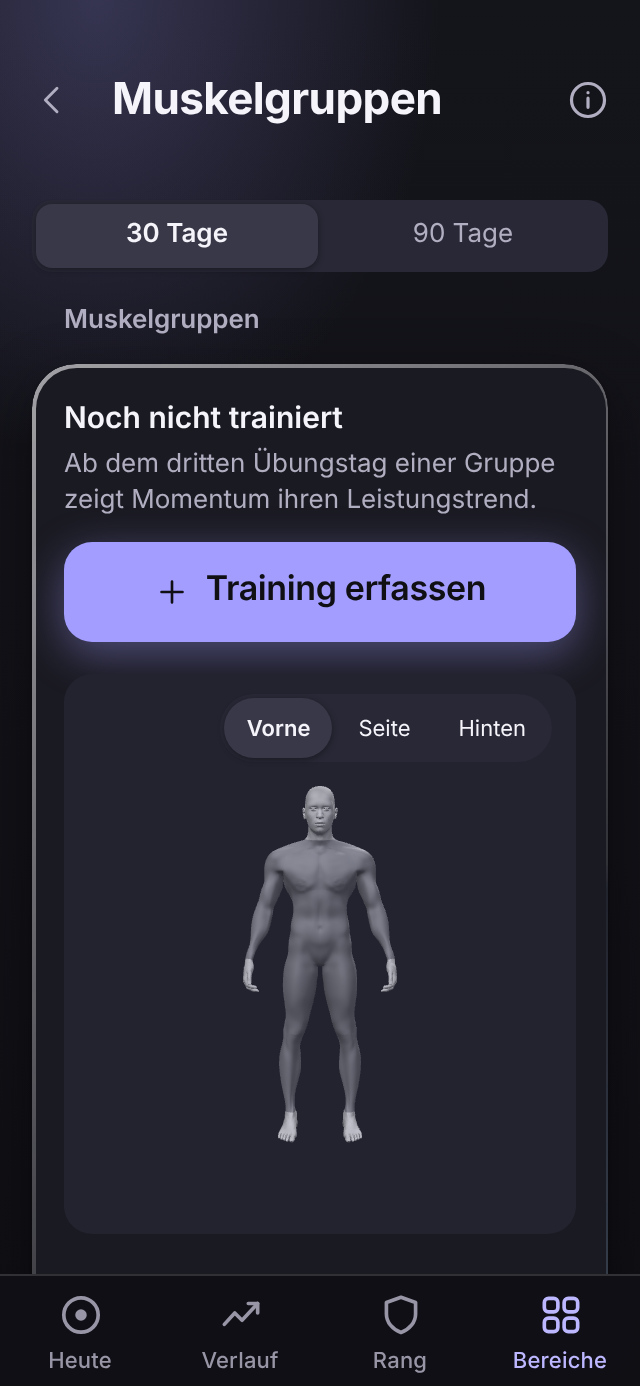 Muskelgruppen
30 Tage
90 Tage
Muskelgruppen
Noch nicht trainiert
Ab dem dritten Übungstag einer Gruppe
zeigt Momentum ihren Leistungstrend.
+ Training erfassen
Vorne
Seite
Hinten
Heute
Verlauf
Rang
Bereiche